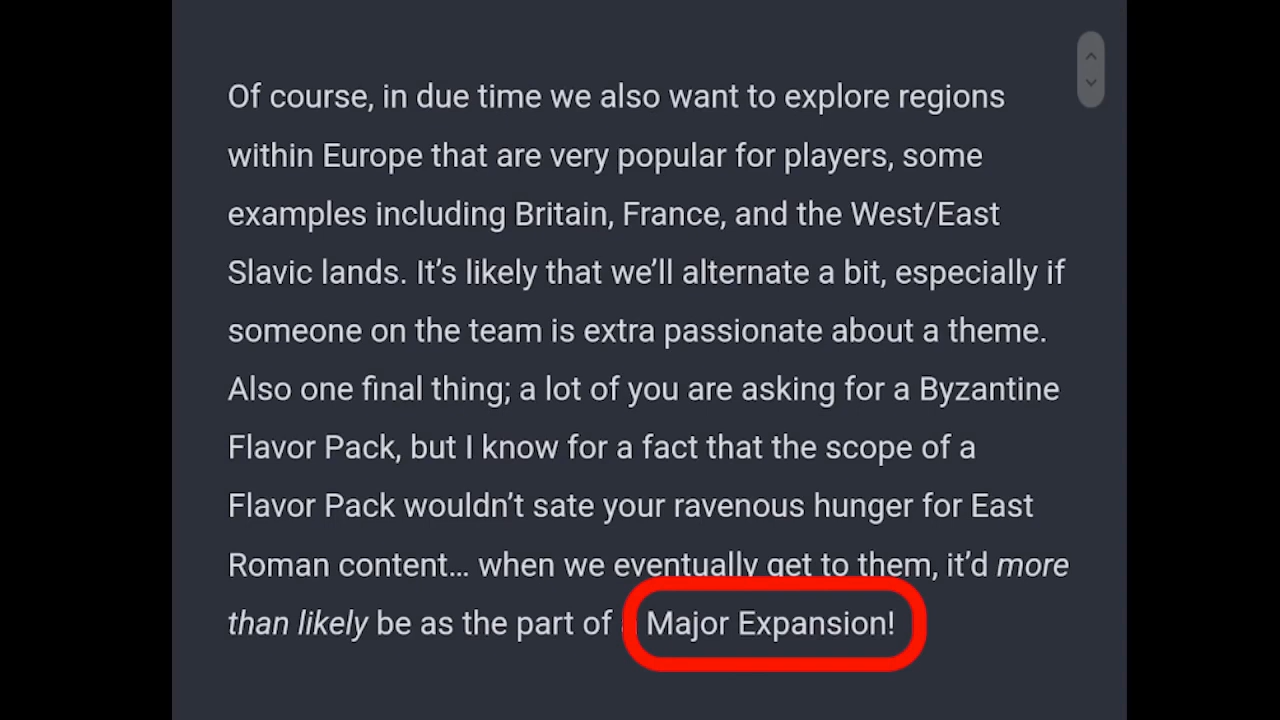 Of course, in due time we also want to explore regions
within Europe that are very popular for players, some
examples including Britain, France, and the West/East
Slavic lands. It’s likely that we’ll alternate a bit, especially if
someone on the team is extra passionate about a theme.
Also one final thing; a lot of you are asking for a Byzantine
Flavor Pack, but I know for a fact that the scope of a
Flavor Pack wouldn’t sate your ravenous hunger for East
Roman content… when we eventually get to them, it’d more
than likely be as the part of Major Expansion!